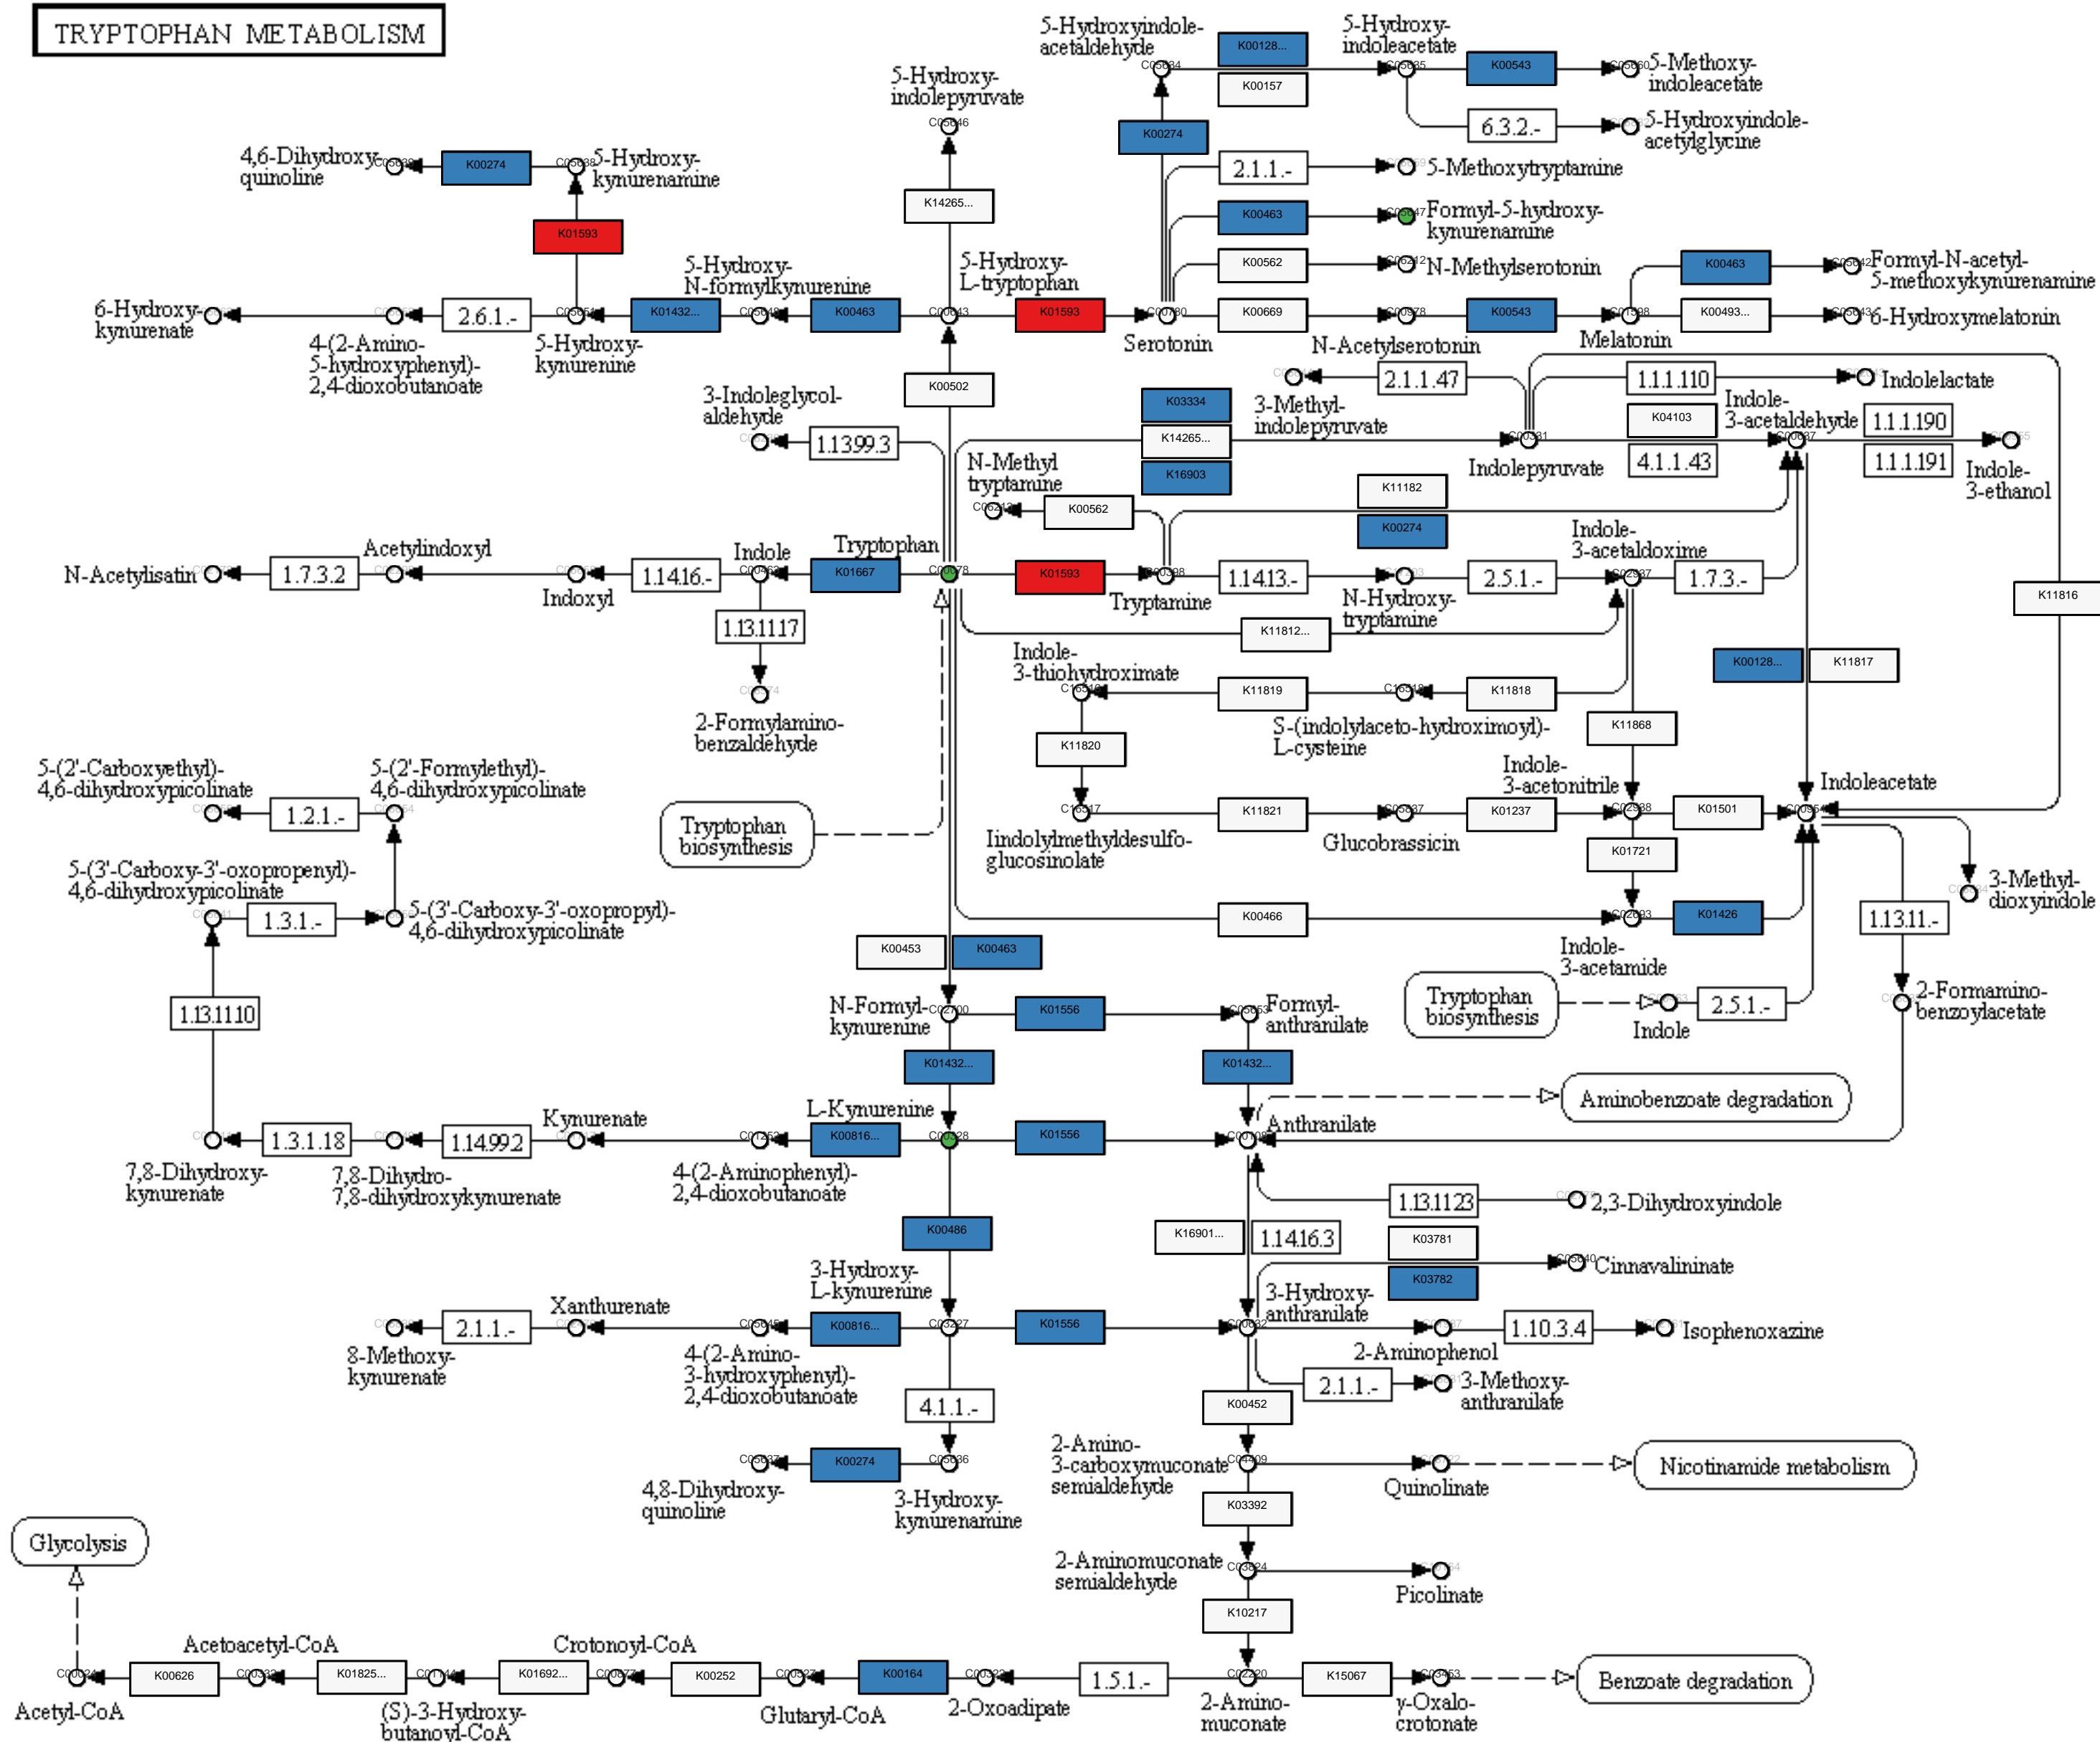 TRYPTOPHAN METABOLISM
5-Hydroxyindole-
acetaldehyde
K00128...
K00157
5-Hydroxy-
indoleacetate
K00543
5-Methoxy-
indoleacetate
6.3.2.-
5-Hydroxyindole-
acetylglycine
5-Hydroxy-
indolepyruvate
K00274
2.1.1.-
5-Methoxytryptamine
4,6-Dihydroxy-
quinoline
K00274
5-Hydroxy-
kynurenamine
K14265...
K00463
Formyl-5-hydroxy-
kynurenamine
K01593
K00562
N-Methylserotonin
K00463
Formyl-N-acetyl-
5-methoxykynurenamine
6-Hydroxy-
kynurenate
2.6.1.-
K01432...
5-Hydroxy-
N-formylkynurenine
K00463
5-Hydroxy-
L-tryptophan
K01593
K00669
K00543
K00493...
6-Hydroxymelatonin
4-(2-Amino-
5-hydroxyphenyl)-
2,4-dioxobutanoate
5-Hydroxy-
kynurenine
Serotonin
N-Acetylserotonin
Melatonin
K00502
2.1.1.47
1.1.1.110
Indolelactate
3-Indoleglycol-
aldehyde
1.1399.3
K03334
K14265...
K16903
3-Methyl-
indolepyruvate
Indolepyruvate
K04103
4.1.1.43
Indole-
3-acetaldehyde
1.1.1.190
1.1.1.191
Indole-
3-ethanol
N-Methyl
tryptamine
K00562
K11182
K00274
N-Acetylisatin
1.7.3.2
Acetylindoxyl
Indoxyl
1.14.16.-
Indole
K01667
Tryptophan
K01593
Tryptamine
1.14.13.-
N-Hydroxy-
tryptamine
2.5.1.-
Indole-
3-acetaldoxime
1.7.3.-
K11816
1.13.11.17
K11812...
2-Formylamino-
benzaldehyde
Indole-
3-thiohydroximate
K11819
K11818
S-(indolylaceto-hydroximoyl)-
L-cysteine
K00128...
K11817
K11820
K11868
5-(2'-Carboxyethyl)-
4,6-dihydroxypicolinate
5-(2'-Formylethyl)-
4,6-dihydroxypicolinate
1.2.1.-
Tryptophan
biosynthesis
Iindolylmethyldesulfo-
glucosinolate
K11821
Glucobrassicin
K01237
Indole-
3-acetonitrile
K01501
Indoleacetate
K01721
5-(3'-Carboxy-3'-oxopropenyl)-
4,6-dihydroxypicolinate
1.3.1.-
5-(3'-Carboxy-3'-oxopropyl)-
4,6-dihydroxypicolinate
K00466
K01426
Indole-
3-acetamide
3-Methyl-
dioxyindole
1.13.11.-
K00453
K00463
1.13.11.10
N-Formyl-
kynurenine
K01556
Formyl-
anthranilate
Tryptophan
biosynthesis
Indole
2.5.1.-
2-Formamino-
benzoylacetate
K01432...
K01432...
Aminobenzoate degradation
7,8-Dihydroxy-
kynurenate
1.3.1.18
7,8-Dihydro-
7,8-dihydroxykynurenate
1.14.99.2
Kynurenate
4-(2-Aminophenyl)-
2,4-dioxobutanoate
K00816...
L-Kynurenine
K01556
Anthranilate
1.13.11.23
2,3-Dihydroxyindole
K00486
K16901...
1.14.16.3
K03781
K03782
Cinnavalininate
8-Methoxy-
kynurenate
2.1.1.-
Xanthurenate
4-(2-Amino-
3-hydroxyphenyl)-
2,4-dioxobutanoate
K00816...
3-Hydroxy-
L-kynurenine
K01556
3-Hydroxy-
anthranilate
2-Aminophenol
1.10.3.4
Isophenoxazine
2.1.1.-
3-Methoxy-
anthranilate
4.1.1.-
K00452
4,8-Dihydroxy-
quinoline
K00274
3-Hydroxy-
kynurenamine
2-Amino-
3-carboxymuconate
semialdehyde
Quinolinate
Nicotinamide metabolism
K03392
Glycolysis
2-Aminomuconate
semialdehyde
Picolinate
K10217
Acetyl-CoA
K00626
Acetoacetyl-CoA
K01825...
(S)-3-Hydroxy-
butanoyl-CoA
K01692...
Crotonoyl-CoA
K00252
Glutaryl-CoA
K00164
2-Oxoadipate
1.5.1.-
2-Amino-
muconate
K15067
γ-Oxalo-
crotonate
Benzoate degradation